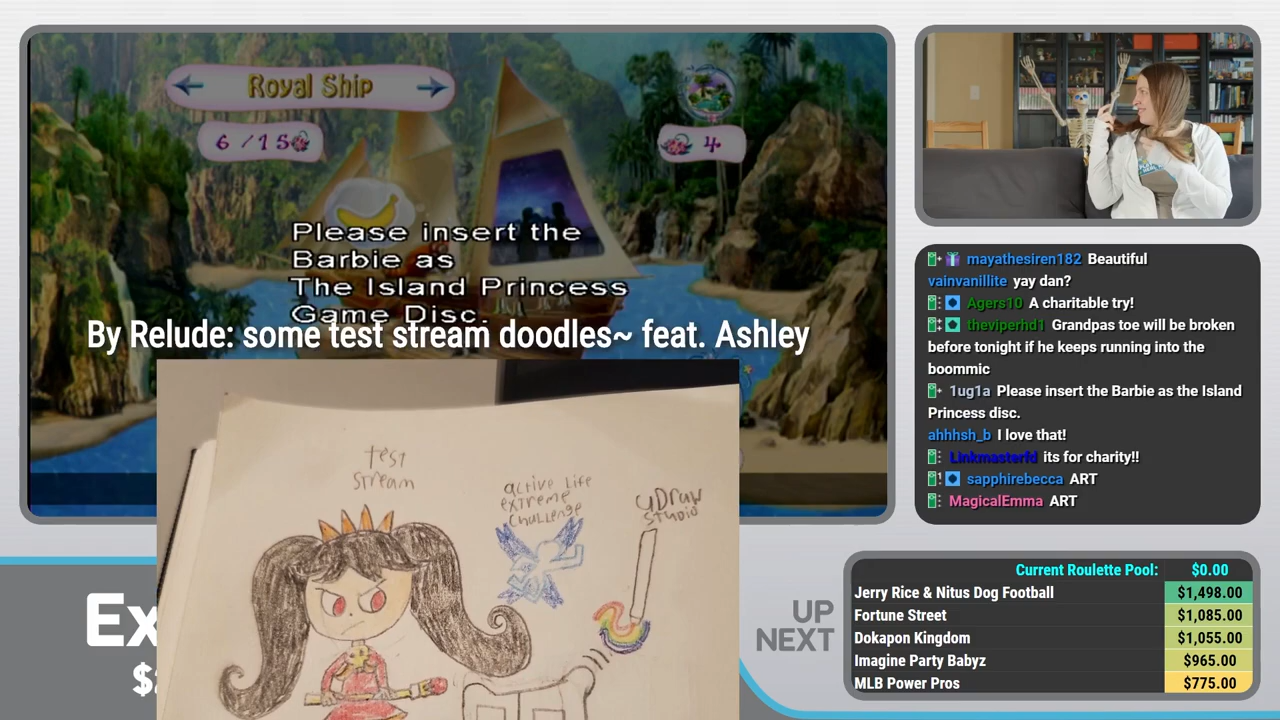 Royal Ship
6 / 15
4
Please insert the
Barbie as
The Island Princess
Game Disc.
By Relude: some test stream doodles~ feat. Ashley
test
stream
active Life
extreme
challenge
uDraw
studio
Ex
$2
mayathesiren182 Beautiful
vainvanillite yay dan?
Agers10 A charitable try!
theviperhd1 Grandpas toe will be broken
before tonight if he keeps running into the
boommic
1ug1a Please insert the Barbie as the Island
Princess disc.
ahhhsh_b I love that!
Linkmasterfd its for charity!!
sapphirebecca ART
MagicalEmma ART
UP
NEXT
Current Roulette Pool: $0.00
Jerry Rice & Nitus Dog Football $1,498.00
Fortune Street $1,085.00
Dokapon Kingdom $1,055.00
Imagine Party Babyz $965.00
MLB Power Pros $775.00